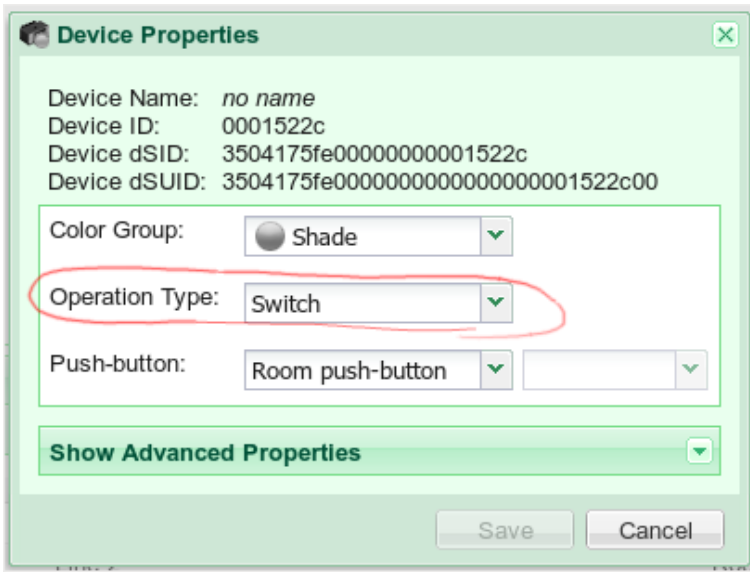 Device Properties
Device Name: no name
Device ID: 0001522c
Device dSID: 3504175fe00000000001522c
Device dSUID: 3504175fe0000000000000000001522c00
Color Group: Shade
Operation Type: Switch
Push-button: Room push-button
Show Advanced Properties
Save Cancel